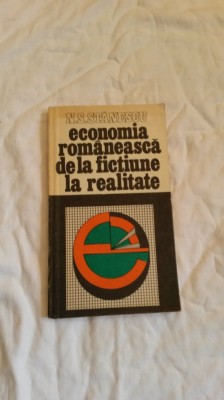 N.S.STĂNESCU
economia
românească
de la ficțiune
la realitate